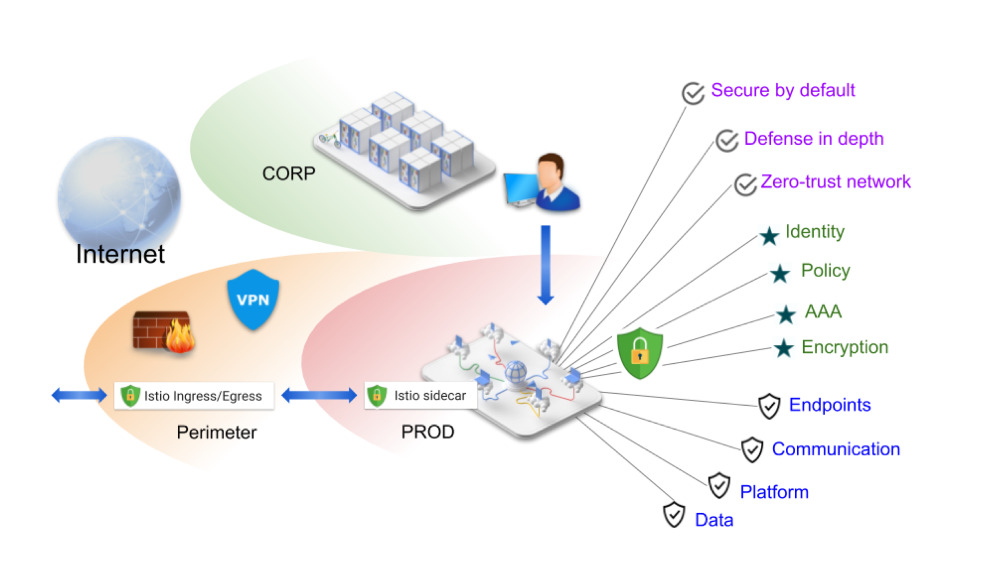 Secure by default
Defense in depth
CORP
Zero-trust network
Identity
Internet
Policy
VPN
AAA
Encryption
Istio Ingress/Egress
Istio sidecar
Endpoints
Perimeter
PROD
Communication
Platform
Data